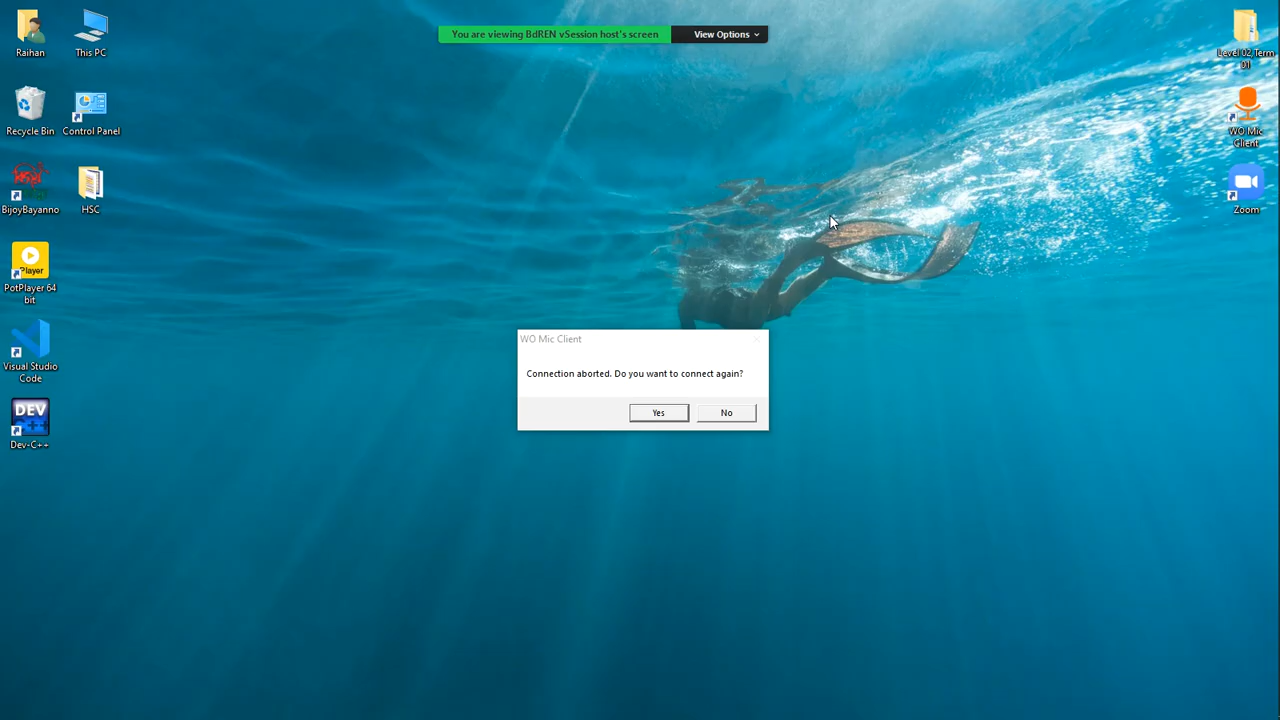 You are viewing BdREN vSession host's screen
View Options
Raihan
This PC
Recycle Bin
Control Panel
BijoyBayanno
HSC
Player
PotPlayer 64
bit
Visual Studio
Code
DEV
C++
Dev-C++
Level 02 Term
01
WO Mic
Client
Zoom
WO Mic Client
Connection aborted. Do you want to connect again?
Yes
No